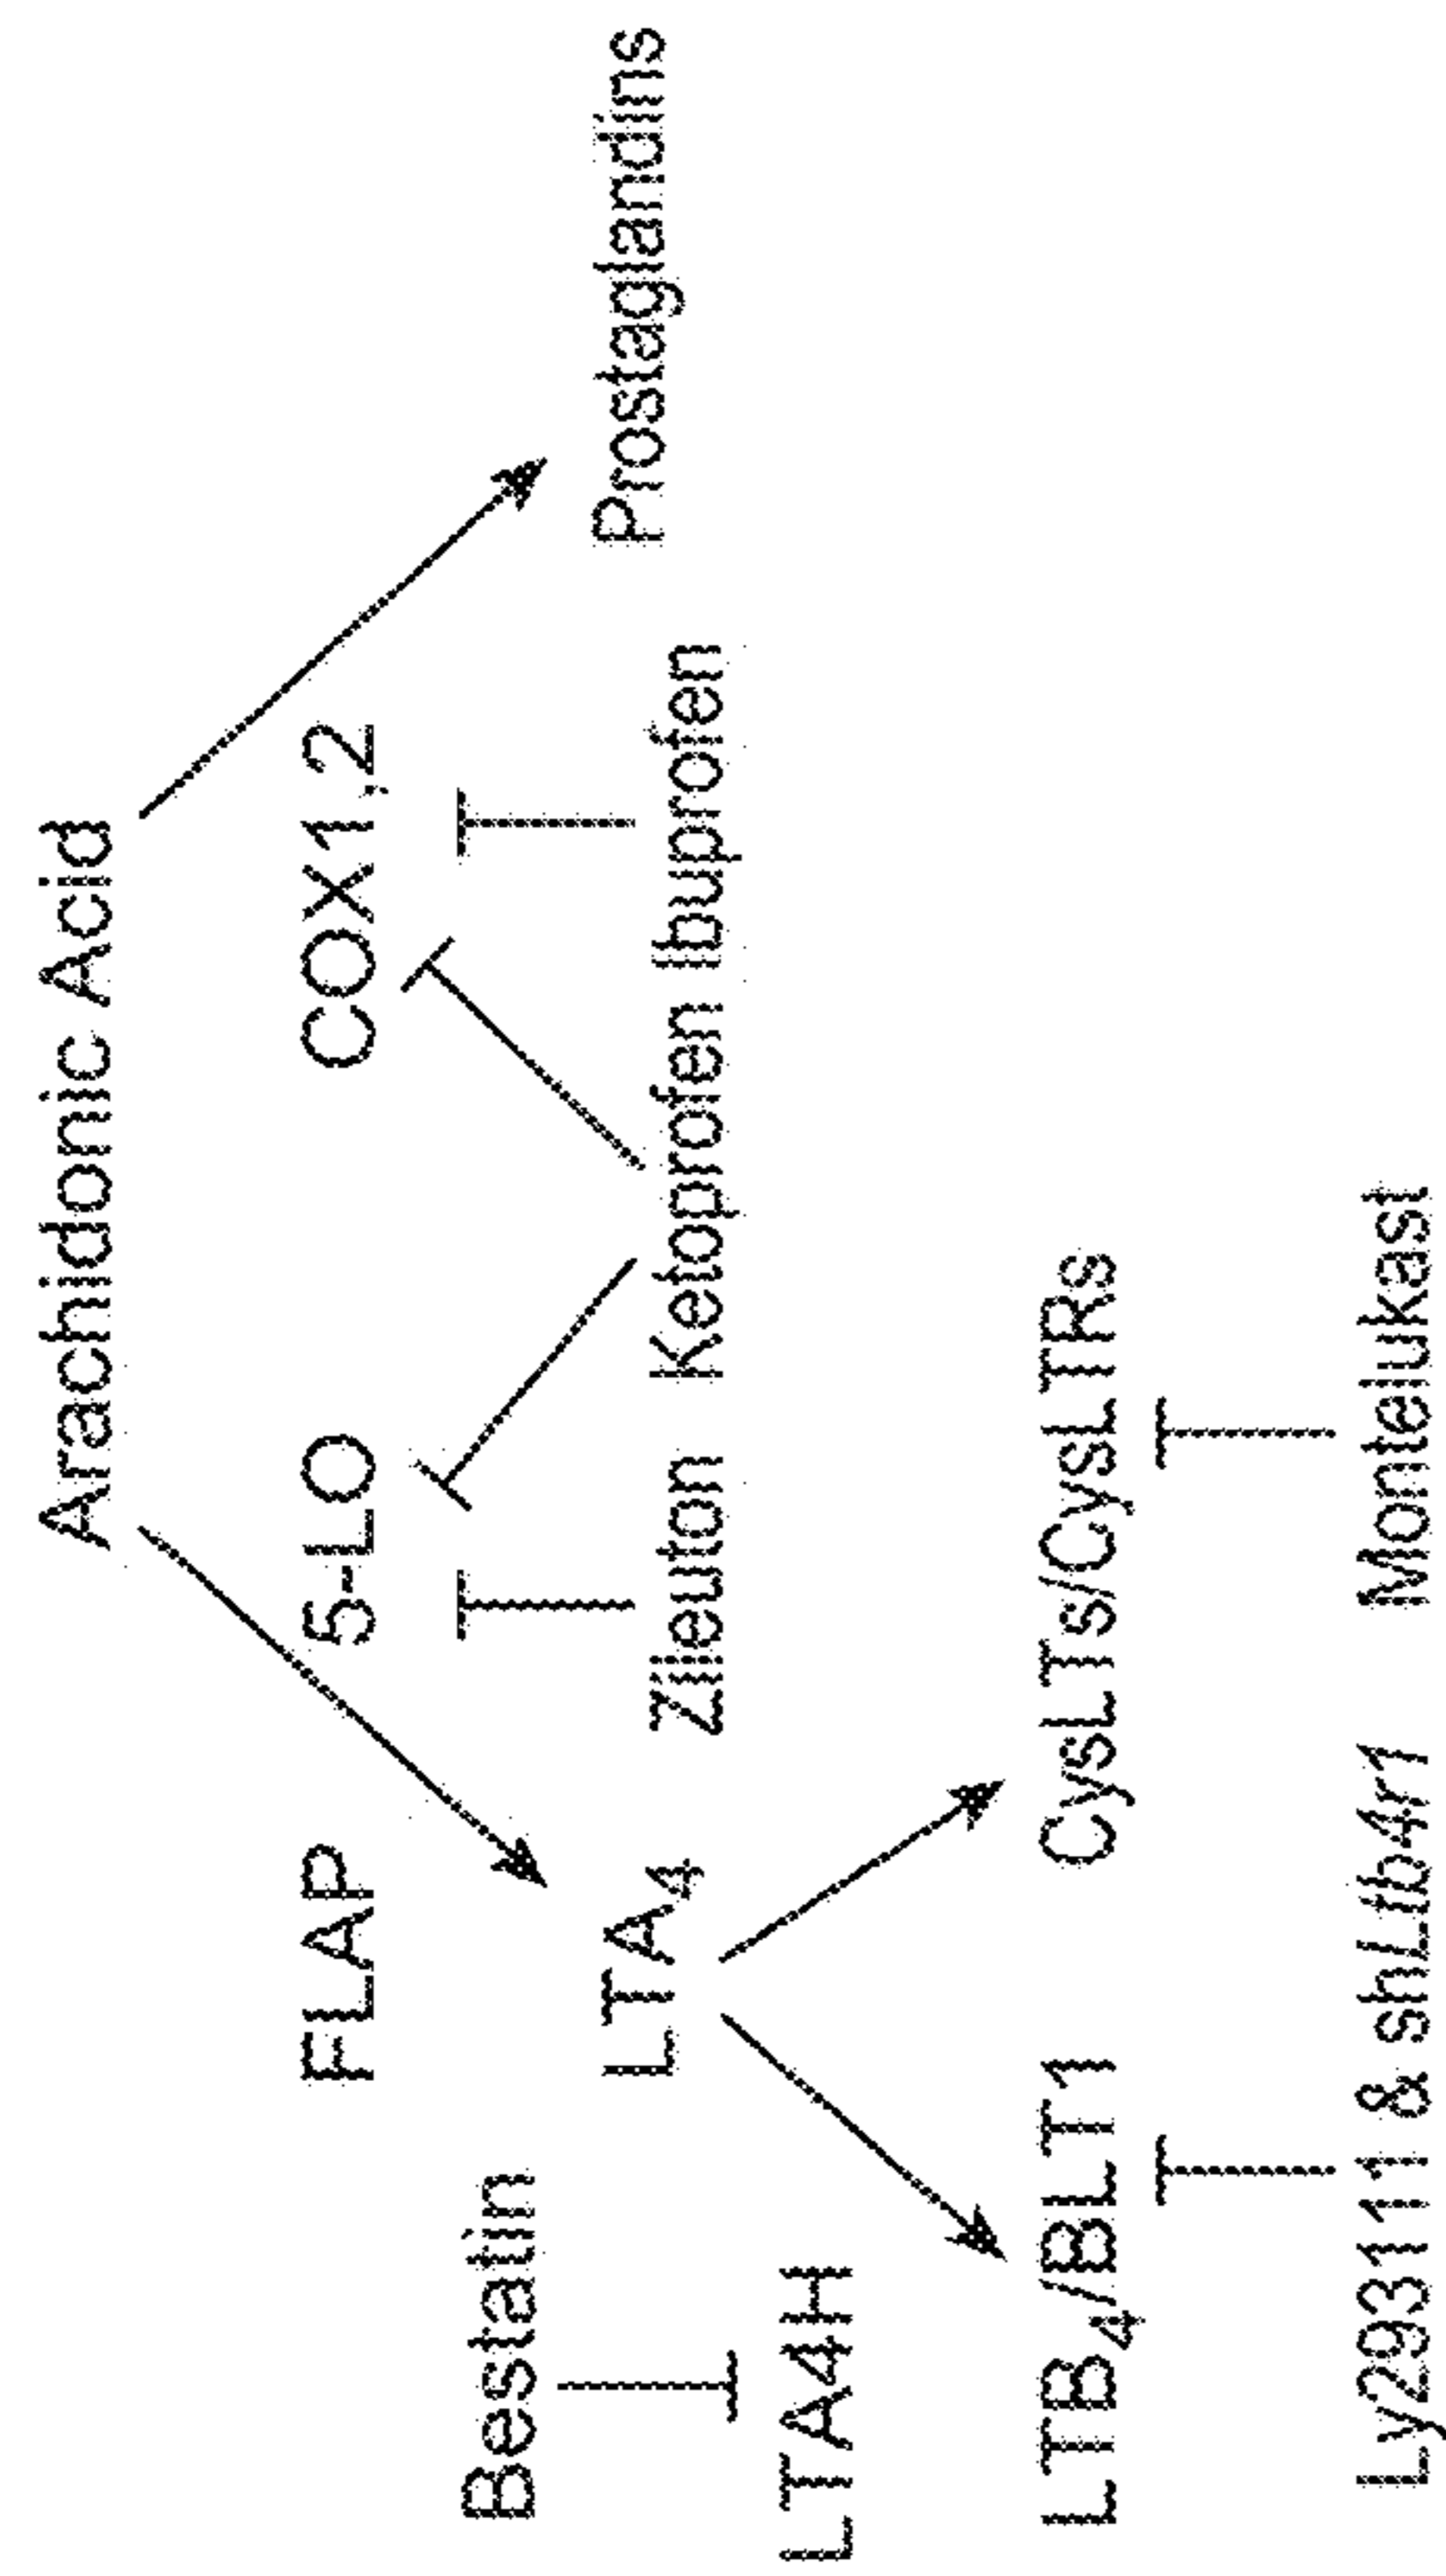 Arachidonic Acid
FLAP 5-LO COX1,2
Bestatin
LTA4 Prostaglandins
Zileuton Ketoprofen Ibuprofen
LTA4H
LTB4/BLT1 CysLTs/CysLTRs
Ly293111 & shLtb4r1 Montelukast